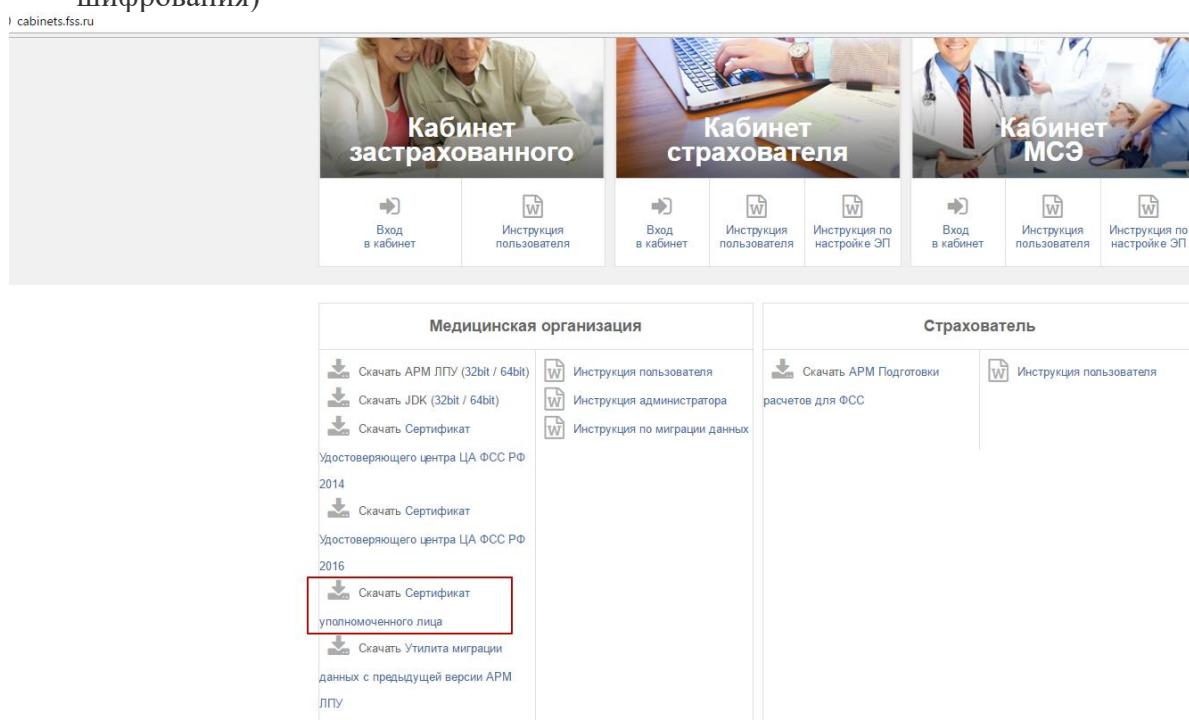 шифрования)
cabinets.fss.ru
Кабинет
застрахованного
Вход
в кабинет
Инструкция
пользователя
Кабинет
страхователя
Вход
в кабинет
Инструкция
пользователя
Инструкция по
настройке ЭП
Кабинет
МСЭ
Вход
в кабинет
Инструкция
пользователя
Инструкция по
настройке ЭП
Медицинская организация
Скачать АРМ ЛПУ (32bit / 64bit)
Скачать JDK (32bit / 64bit)
Скачать Сертификат
Удостоверяющего центра ЦА ФСС РФ
2014
Скачать Сертификат
Удостоверяющего центра ЦА ФСС РФ
2016
Скачать Сертификат
уполномоченного лица
Скачать Утилита миграции
данных с предыдущей версии АРМ
ЛПУ
Инструкция пользователя
Инструкция администратора
Инструкция по миграции данных
Страхователь
Скачать АРМ Подготовки
расчетов для ФСС
Инструкция пользователя